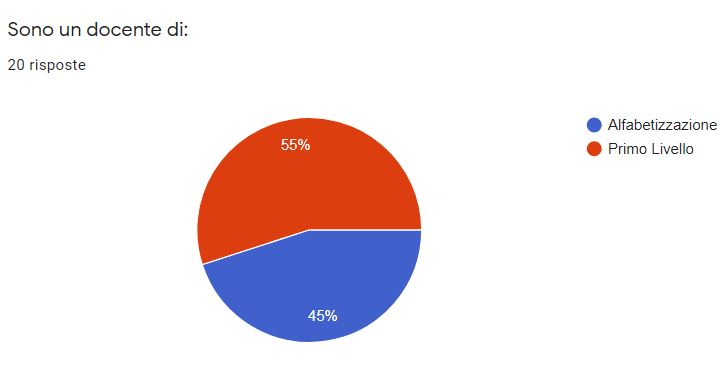 Sono un docente di:
20 risposte
Alfabetizzazione
Primo Livello
55%
45%